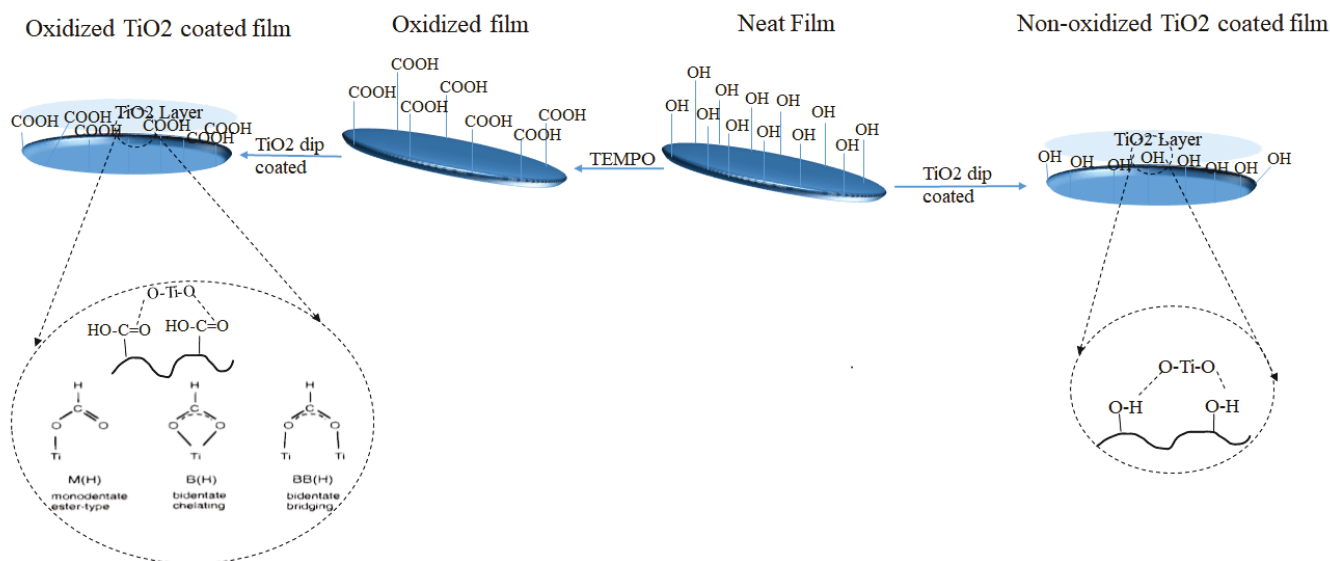 Oxidized TiO2 coated film
Oxidized film
Neat Film
Non-oxidized TiO2 coated film
COOH
COOH
TiO2 Layer
COOH
COOH
COOH
COOH
TiO2 dip
coated
COOH
COOH
COOH
COOH
COOH
COOH
COOH
TEMPO
OH
OH
OH
OH
OH
OH
OH
OH
OH
OH
OH
OH
OH
TiO2 dip
coated
TiO2 Layer
OH
OH
OH
OH
OH
OH
OH
OH
O-Ti-O
HO-C=O
HO-C=O
H
C
O
O
Ti
M(H)
monodentate
ester-type
H
C
O
O
Ti
B(H)
bidentate
chelating
H
C
O
O
Ti
Ti
BB(H)
bidentate
bridging
O-Ti-O
O-H
O-H